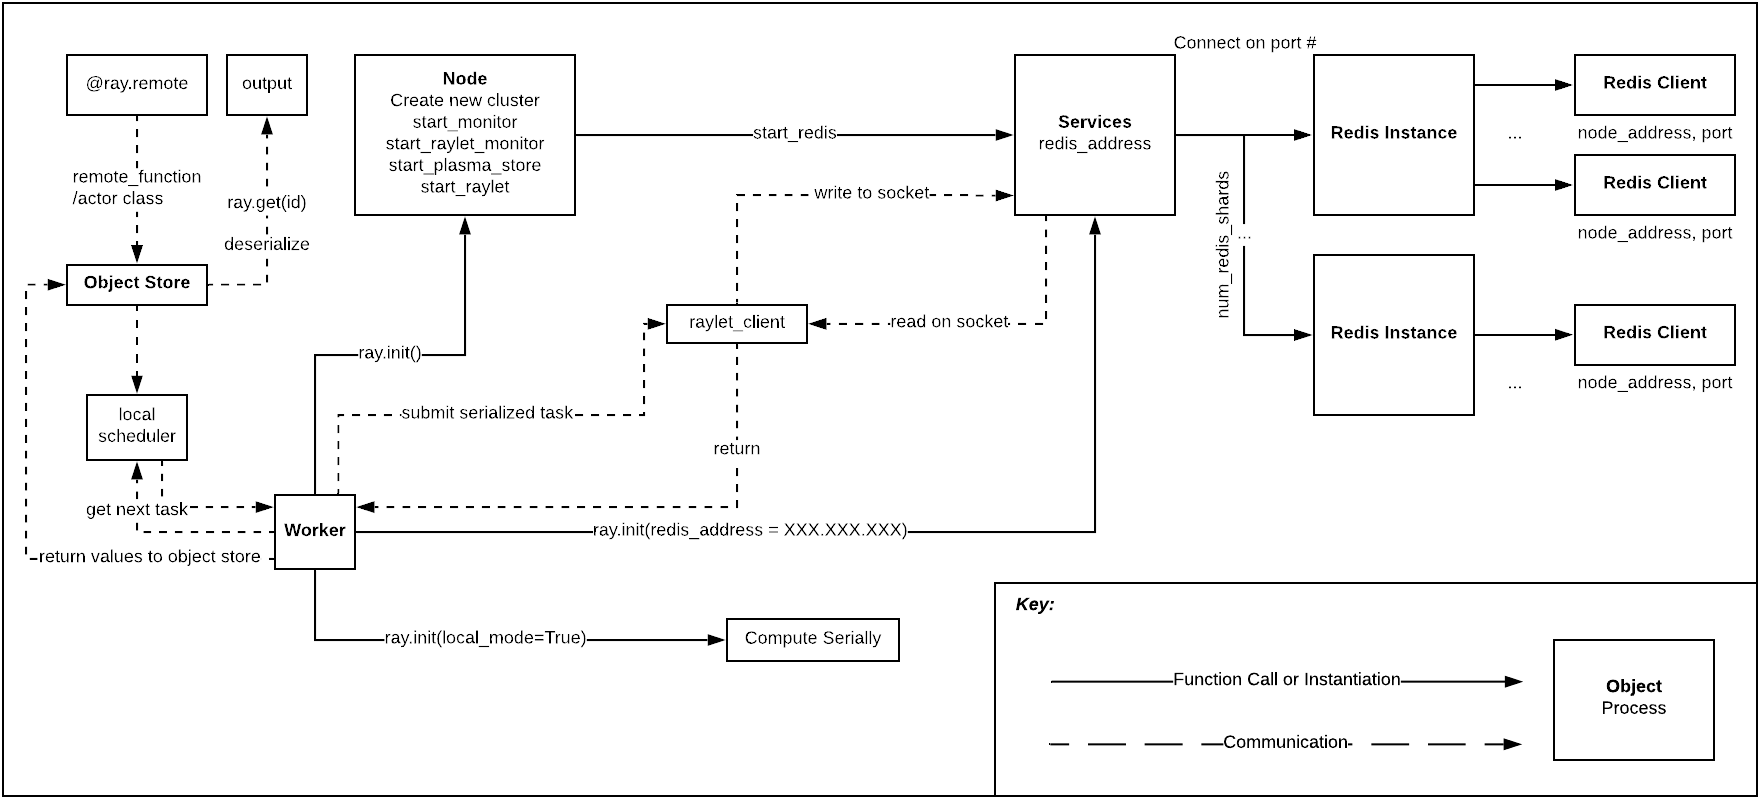 @ray.remote
output
Node
Create new cluster
start_monitor
start_raylet_monitor
start_plasma_store
start_raylet
start_redis
Services
redis_address
Connect on port #
Redis Instance
...
Redis Client
node_address, port
Redis Client
node_address, port
num_redis_shards
...
Redis Instance
...
Redis Client
node_address, port
remote_function
/actor class
ray.get(id)
deserialize
Object Store
write to socket
raylet_client
read on socket
ray.init()
local
scheduler
submit serialized task
return
get next task
Worker
ray.init(redis_address = XXX.XXX.XXX)
return values to object store
ray.init(local_mode=True)
Compute Serially
Key:
Function Call or Instantiation
Communication
Object
Process